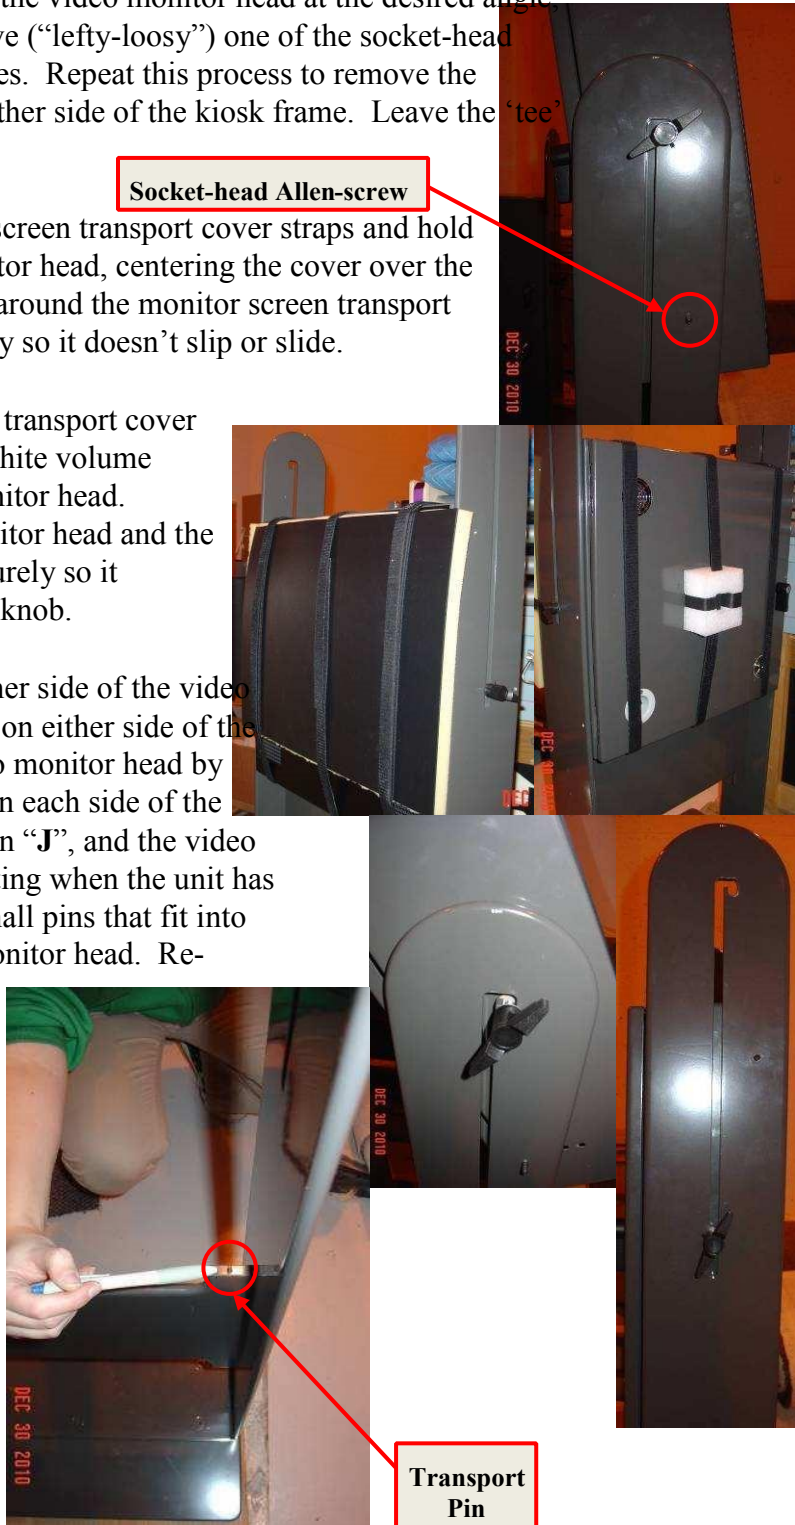 the video monitor head at the desired angle,
ve (“lefty-loosy”) one of the socket-head
es. Repeat this process to remove the
ther side of the kiosk frame. Leave the ‘tee’
Socket-head Allen-screw
screen transport cover straps and hold
tor head, centering the cover over the
around the monitor screen transport
y so it doesn’t slip or slide.
DEC 30 2010
transport cover
hite volume
nitor head.
itor head and the
urely so it
knob.
her side of the video
on either side of the
o monitor head by
n each side of the
n “J”, and the video
ting when the unit has
nall pins that fit into
onitor head. Re-
DEC
DEC 30 20
DEC 30 2010
DEC 30 2010
Transport
Pin